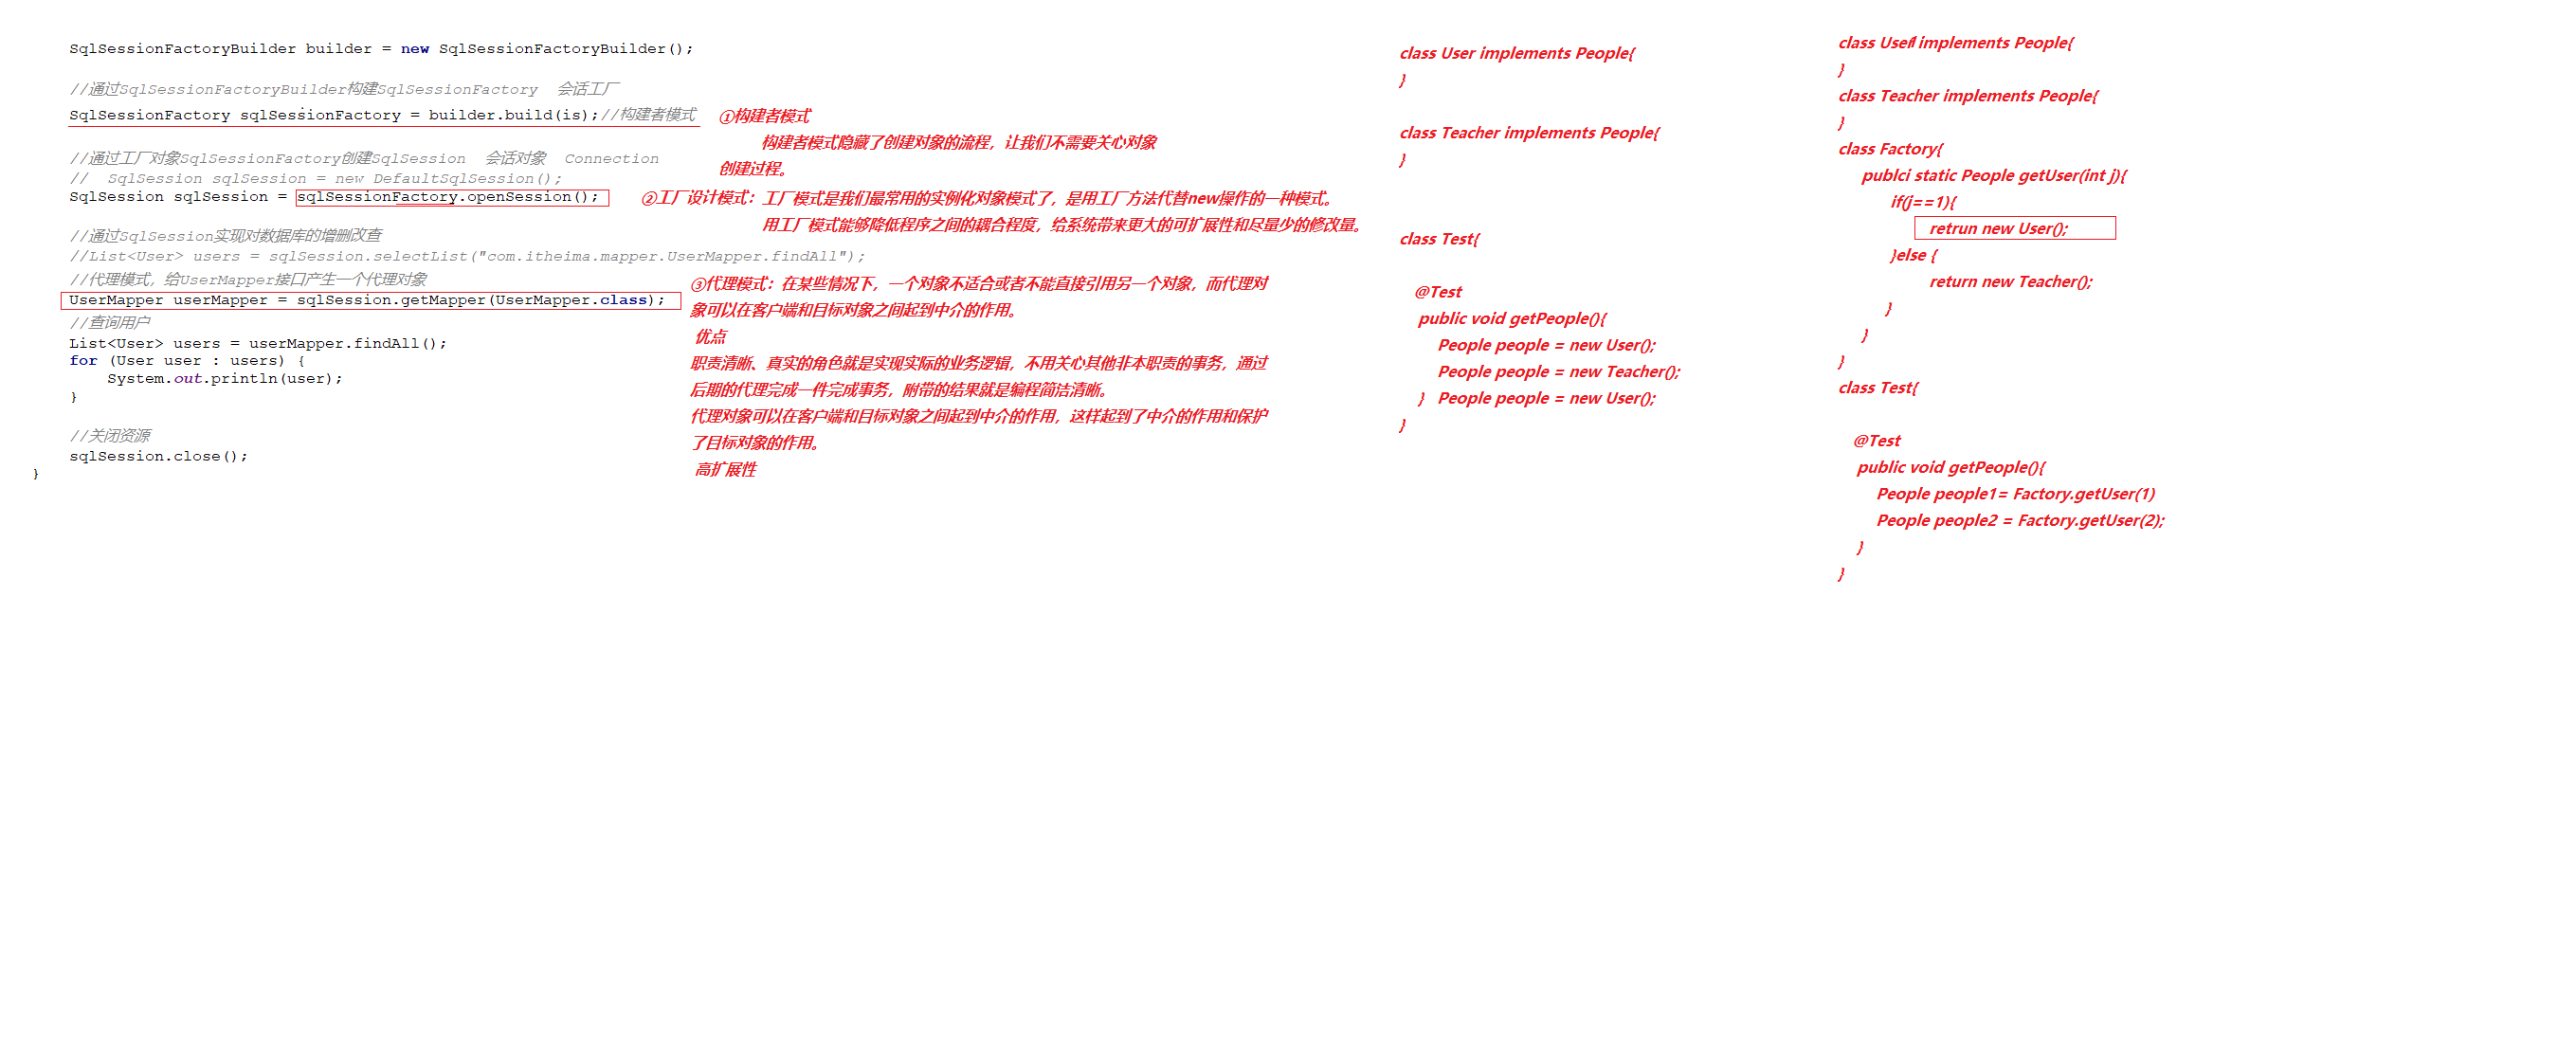 SqlSessionFactoryBuilder builder = new SqlSessionFactoryBuilder();
//通过SqlSessionFactoryBuilder构建SqlSessionFactory  会话工厂
SqlSessionFactory sqlSessionFactory = builder.build(is);//构建者模式
//通过工厂对象SqlSessionFactory创建SqlSession  会话对象  Connection
//  SqlSession sqlSession = new DefaultSqlSession();
SqlSession sqlSession = sqlSessionFactory.openSession();
//通过SqlSession实现对数据库的增删改查
//List<User> users = sqlSession.selectList("com.itheima.mapper.UserMapper.findAll");
//代理模式，给UserMapper接口产生一个代理对象
UserMapper userMapper = sqlSession.getMapper(UserMapper.class);
//查询用户
List<User> users = userMapper.findAll();
for (User user : users) {
    System.out.println(user);
}
//关闭资源
sqlSession.close();
}
①构建者模式
构建者模式隐藏了创建对象的流程，让我们不需要关心对象
创建过程。
②工厂设计模式：工厂模式是我们最常用的实例化对象模式了，是用工厂方法代替new操作的一种模式。
用工厂模式能够降低程序之间的耦合程度，给系统带来更大的可扩展性和尽量少的修改量。
③代理模式：在某些情况下，一个对象不适合或者不能直接引用另一个对象，而代理对
象可以在客户端和目标对象之间起到中介的作用。
优点
职责清晰、真实的角色就是实现实际的业务逻辑，不用关心其他非本职责的事务，通过
后期的代理完成一件完成事务，附带的结果就是编程简洁清晰。
代理对象可以在客户端和目标对象之间起到中介的作用，这样起到了中介的作用和保护
了目标对象的作用。
高扩展性
class User implements People{
}
class Teacher implements People{
}
class Test{
@Test
public void getPeople(){
People people = new User();
People people = new Teacher();
}   People people = new User();
}
class User1 implements People{
}
class Teacher implements People{
}
class Factory{
publci static People getUser(int j){
if(j==1){
retrun new User();
}else {
return new Teacher();
}
}
}
class Test{
@Test
public void getPeople(){
People people1= Factory.getUser(1)
People people2 = Factory.getUser(2);
}
}